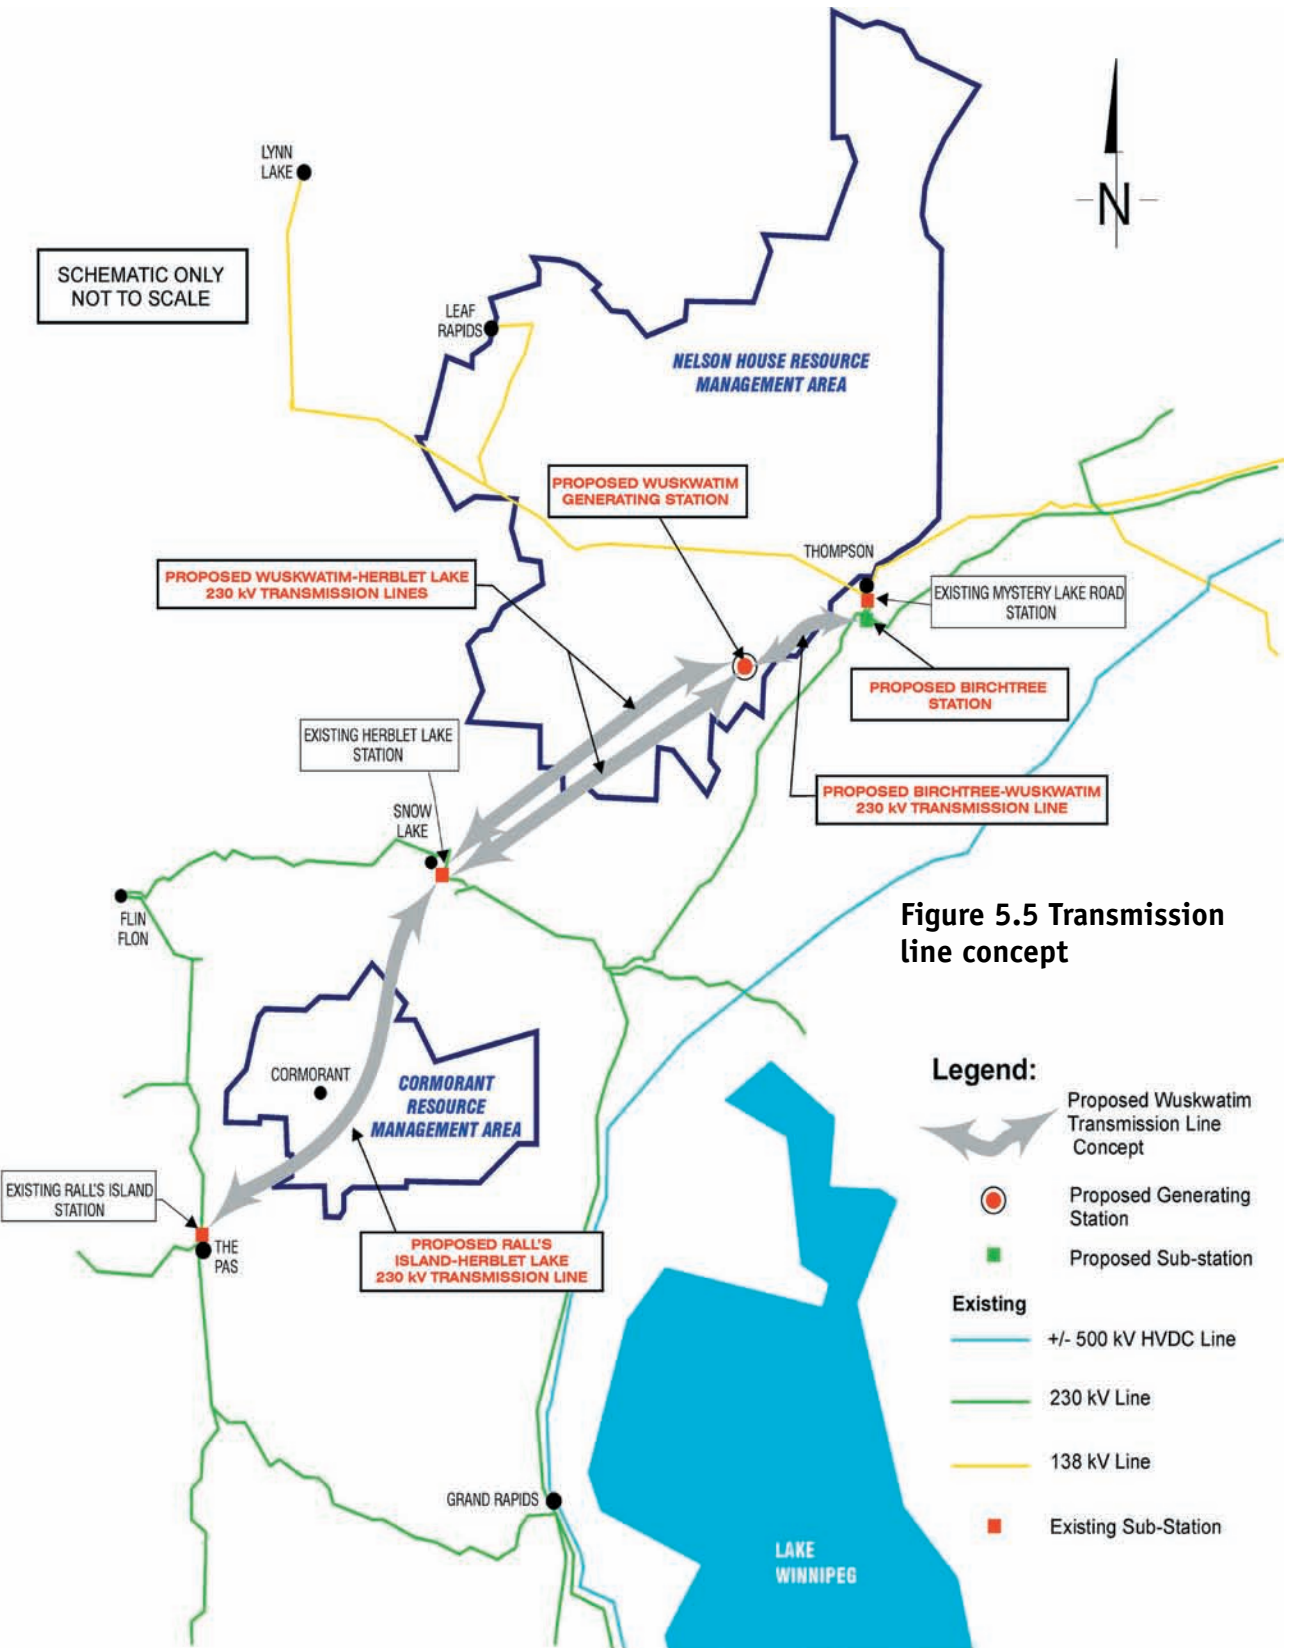 LYNN
LAKE
SCHEMATIC ONLY
NOT TO SCALE
N
LEAF
RAPIDS
NELSON HOUSE RESOURCE
MANAGEMENT AREA
PROPOSED WUSKWATIM
GENERATING STATION
THOMPSON
PROPOSED WUSKWATIM-HERBLET LAKE
230 kV TRANSMISSION LINES
EXISTING MYSTERY LAKE ROAD
STATION
PROPOSED BIRCHTREE
STATION
EXISTING HERBLET LAKE
STATION
PROPOSED BIRCHTREE-WUSKWATIM
230 kV TRANSMISSION LINE
SNOW
LAKE
FLIN
FLON
Figure 5.5 Transmission
line concept
CORMORANT
CORMORANT
RESOURCE
MANAGEMENT AREA
EXISTING RALL'S ISLAND
STATION
THE
PAS
PROPOSED RALL'S
ISLAND-HERBLET LAKE
230 kV TRANSMISSION LINE
GRAND RAPIDS
LAKE
WINNIPEG
Legend:
Proposed Wuskwatim
Transmission Line
Concept
Proposed Generating
Station
Proposed Sub-station
Existing
+/- 500 kV HVDC Line
230 kV Line
138 kV Line
Existing Sub-Station